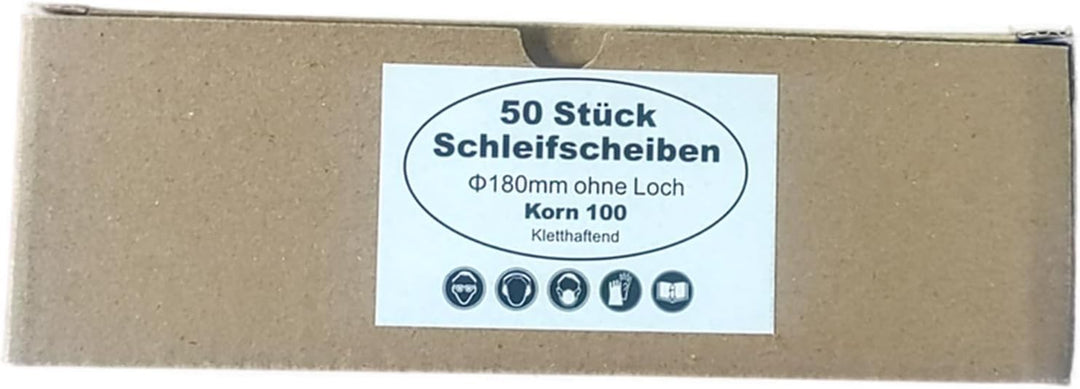 50 Stück
Schleifscheiben
Φ180mm ohne Loch
Korn 100
Kletthaftend